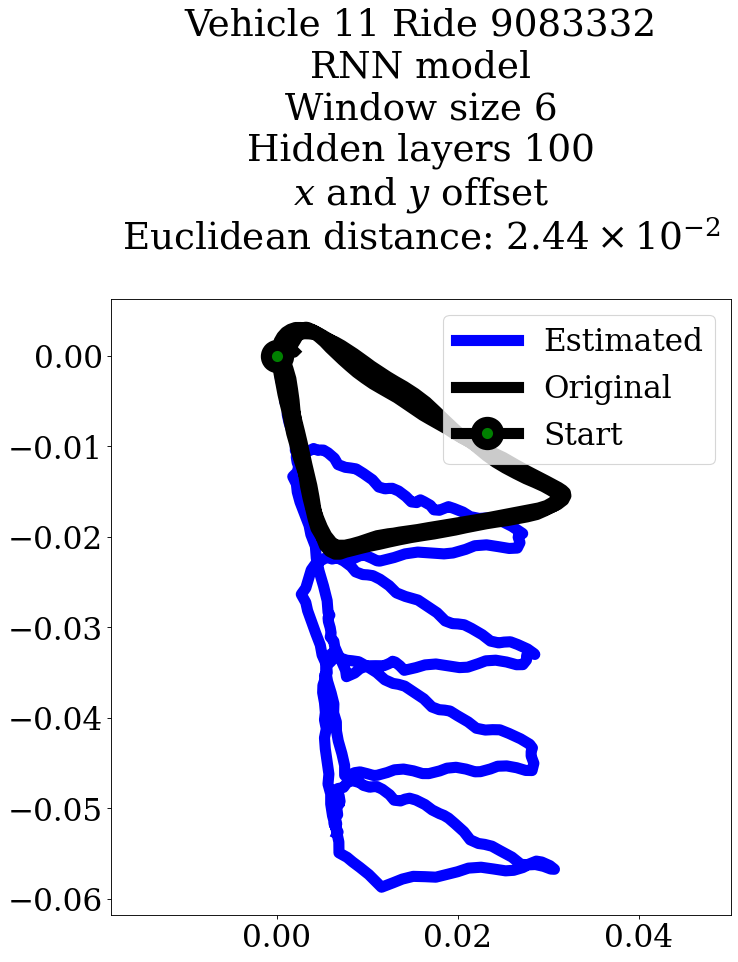 Vehicle 11 Ride 9083332
RNN model
Window size 6
Hidden layers 100
x and y offset
Euclidean distance: 2.44 × 10⁻²
Estimated
Original
Start
0.00
−0.01
−0.02
−0.03
−0.04
−0.05
−0.06
0.00 0.02 0.04